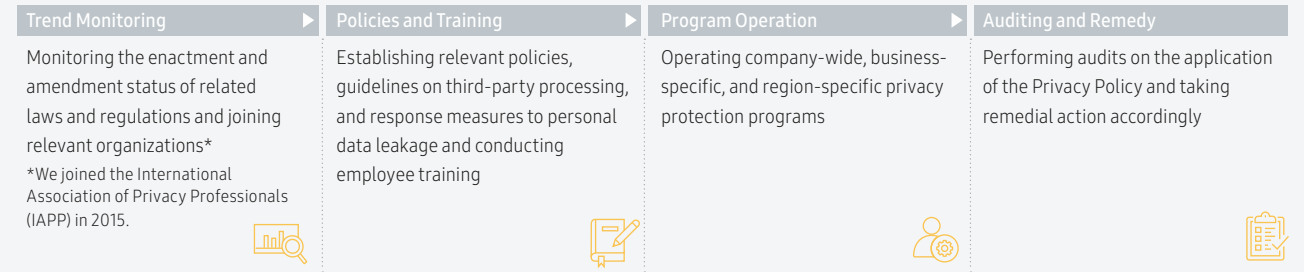 Trend Monitoring
Monitoring the enactment and
amendment status of related
laws and regulations and joining
relevant organizations*
*We joined the International
Association of Privacy Professionals
(IAPP) in 2015.
Policies and Training
Establishing relevant policies,
guidelines on third-party processing,
and response measures to personal
data leakage and conducting
employee training
Program Operation
Operating company-wide, business-
specific, and region-specific privacy
protection programs
Auditing and Remedy
Performing audits on the application
of the Privacy Policy and taking
remedial action accordingly